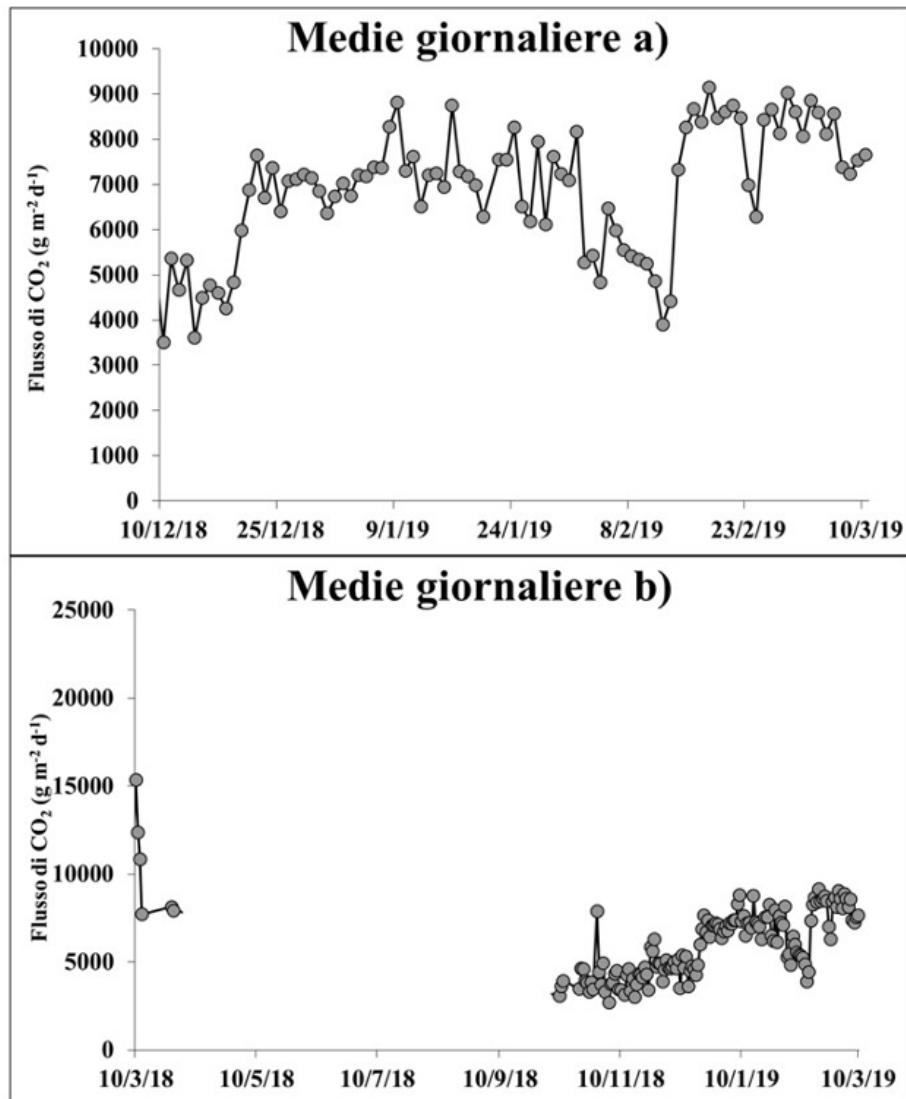 Medie giornaliere a)
Flusso di CO₂ (g m⁻² d⁻¹)
10000
9000
8000
7000
6000
5000
4000
3000
2000
1000
0
10/12/18 25/12/18 9/1/19 24/1/19 8/2/19 23/2/19 10/3/19
Medie giornaliere b)
Flusso di CO₂ (g m⁻² d⁻¹)
25000
20000
15000
10000
5000
0
10/3/18 10/5/18 10/7/18 10/9/18 10/11/18 10/1/19 10/3/19